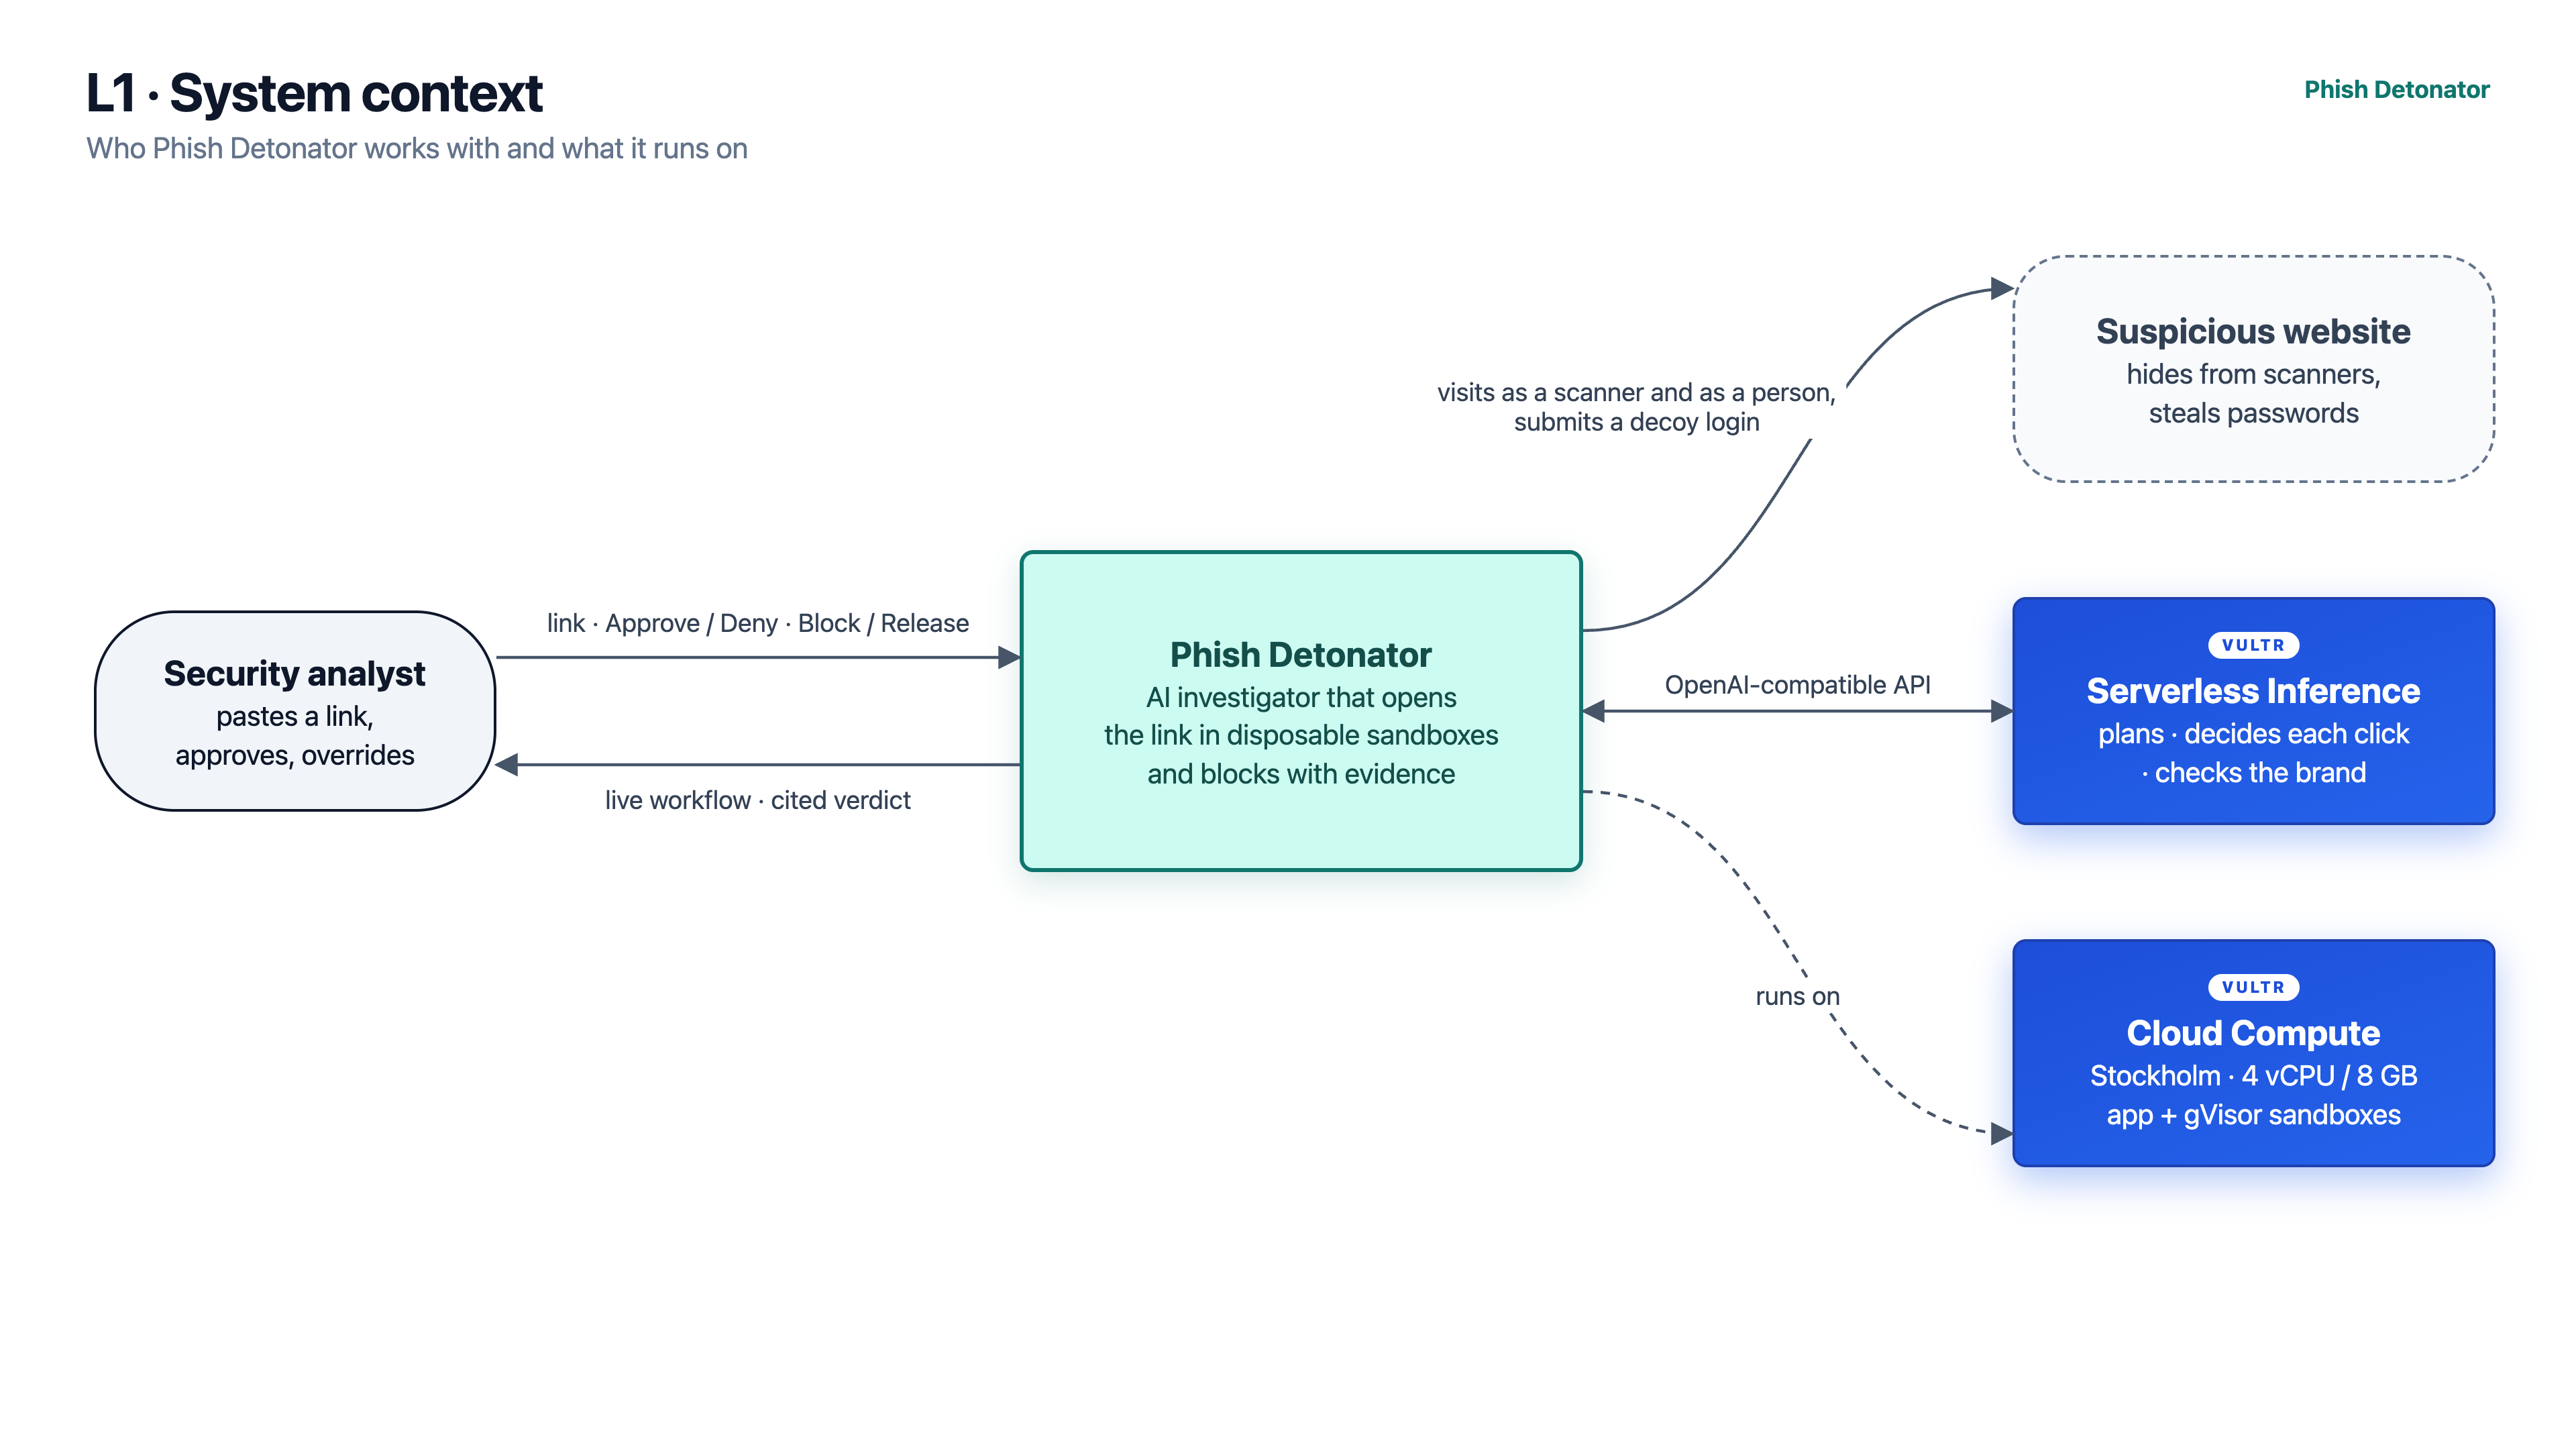 L1 · System context
Phish Detonator
Who Phish Detonator works with and what it runs on
Suspicious website
hides from scanners,
steals passwords
visits as a scanner and as a person,
submits a decoy login
link · Approve / Deny · Block / Release
Security analyst
pastes a link,
approves, overrides
live workflow · cited verdict
Phish Detonator
AI investigator that opens
the link in disposable sandboxes
and blocks with evidence
OpenAI-compatible API
VULTR
Serverless Inference
plans · decides each click
· checks the brand
runs on
VULTR
Cloud Compute
Stockholm · 4 vCPU / 8 GB
app + gVisor sandboxes